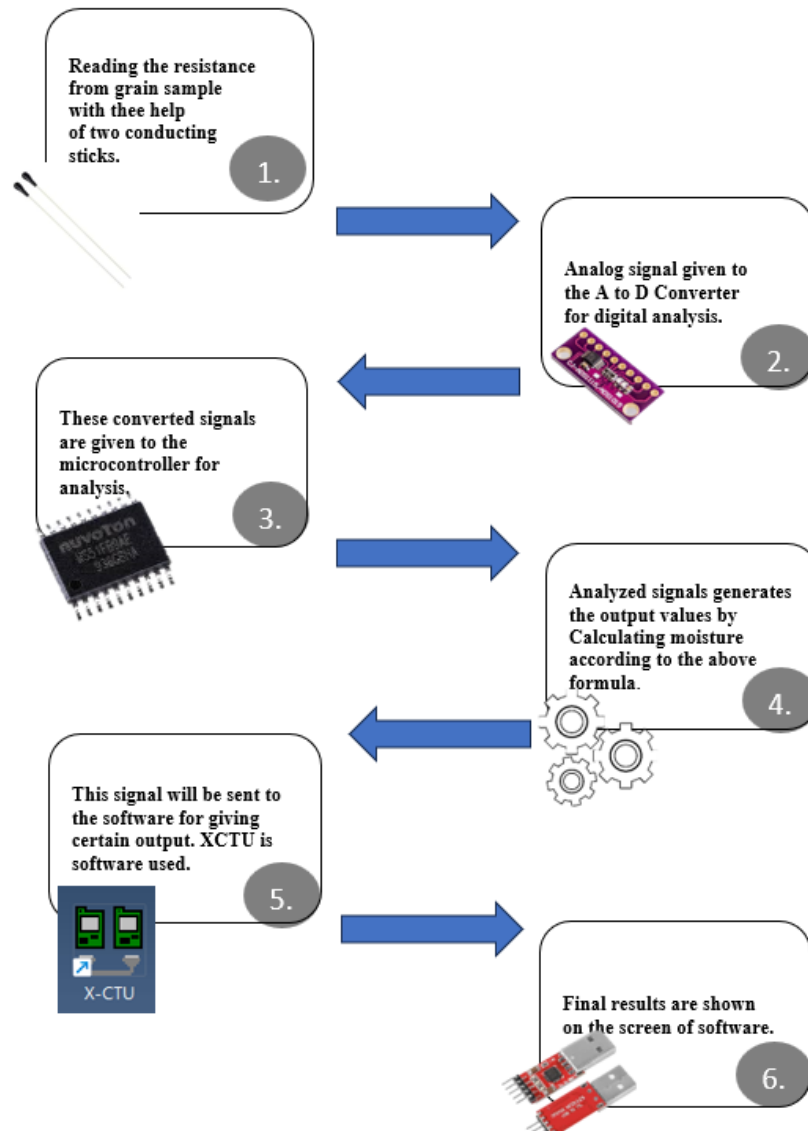 Reading the resistance
from grain sample
with thee help
of two conducting
sticks.
1.
Analog signal given to
the A to D Converter
for digital analysis.
2.
These converted signals
are given to the
microcontroller for
analysis.
3.
nuvoTon
Analyzed signals generates
the output values by
Calculating moisture
according to the above
formula.
4.
This signal will be sent to
the software for giving
certain output. XCTU is
software used.
5.
X-CTU
Final results are shown
on the screen of software.
6.